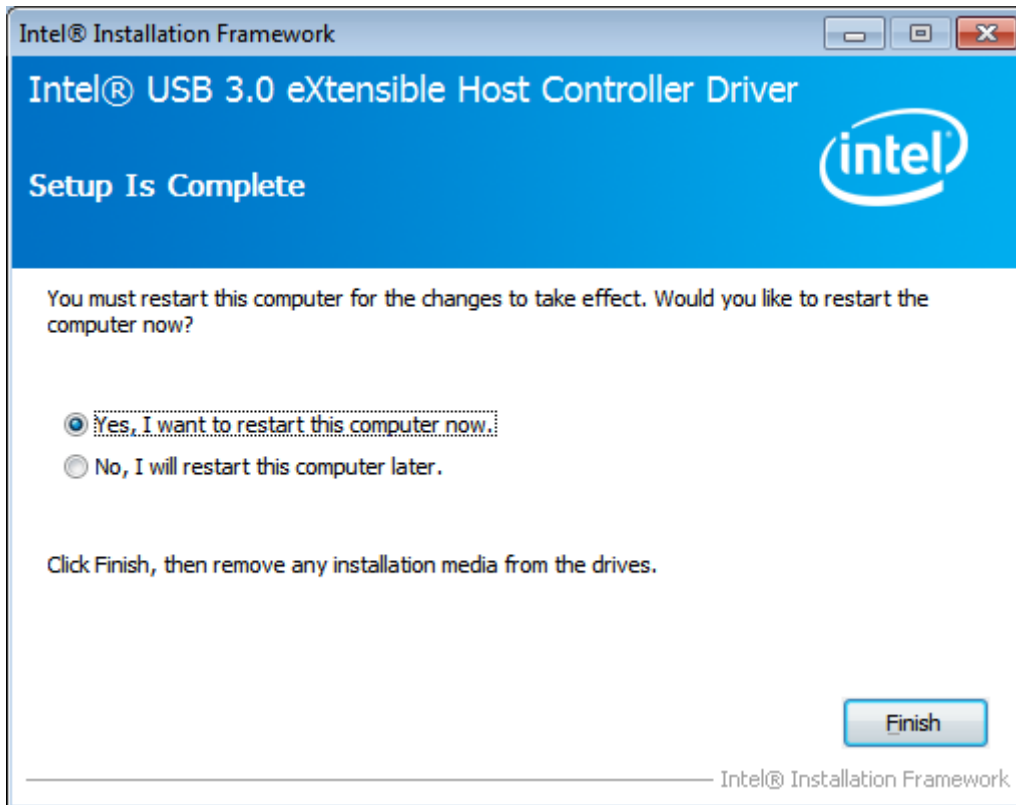 Intel® Installation Framework
Intel® USB 3.0 eXtensible Host Controller Driver
intel
Setup Is Complete
You must restart this computer for the changes to take effect. Would you like to restart the
computer now?
Yes, I want to restart this computer now.
No, I will restart this computer later.
Click Finish, then remove any installation media from the drives.
Finish
Intel® Installation Framework